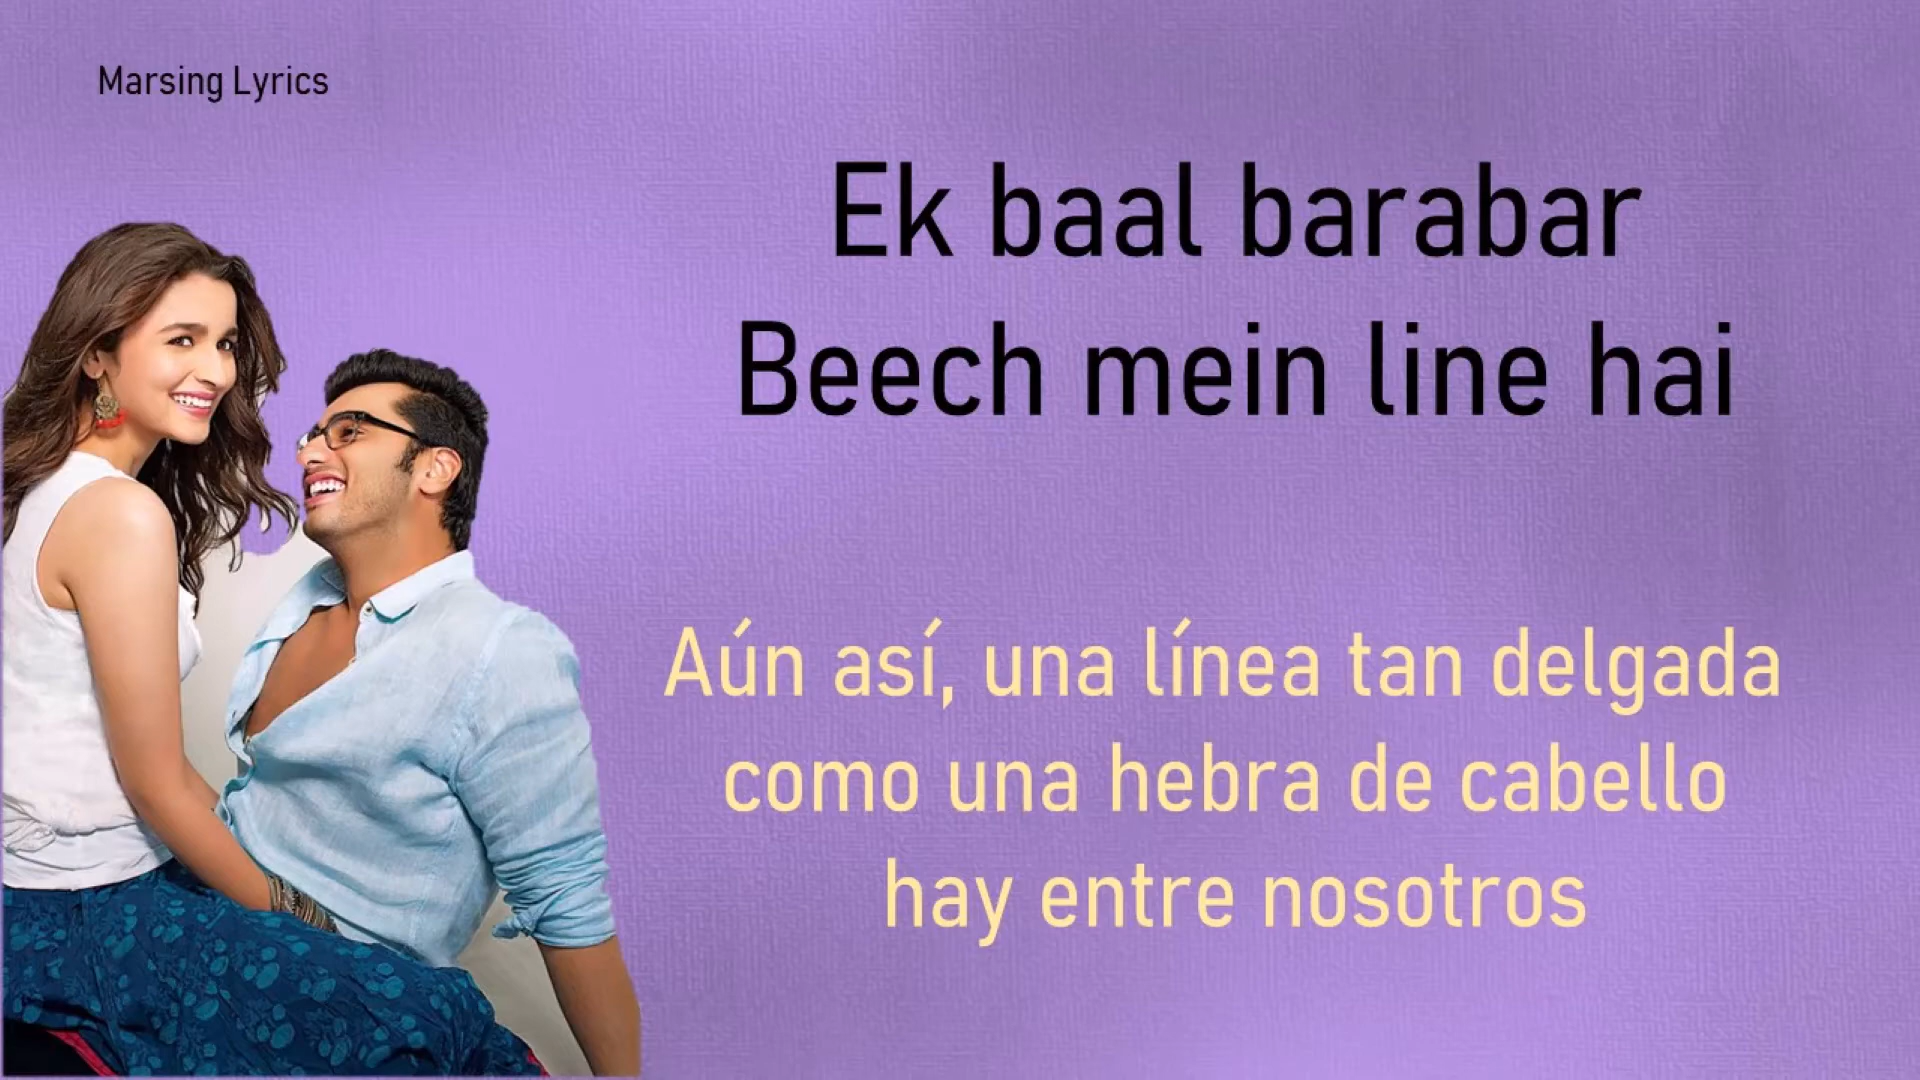 Marsing Lyrics
Ek baal barabar
Beech mein line hai
Aún así, una línea tan delgada
como una hebra de cabello
hay entre nosotros